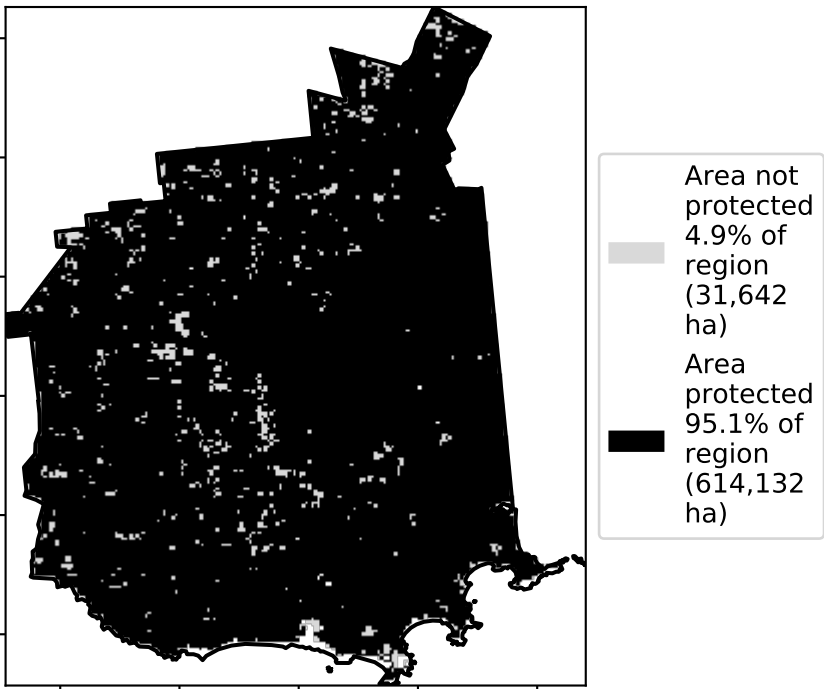 Area not
protected
4.9% of
region
(31,642
ha)
Area
protected
95.1% of
region
(614,132
ha)